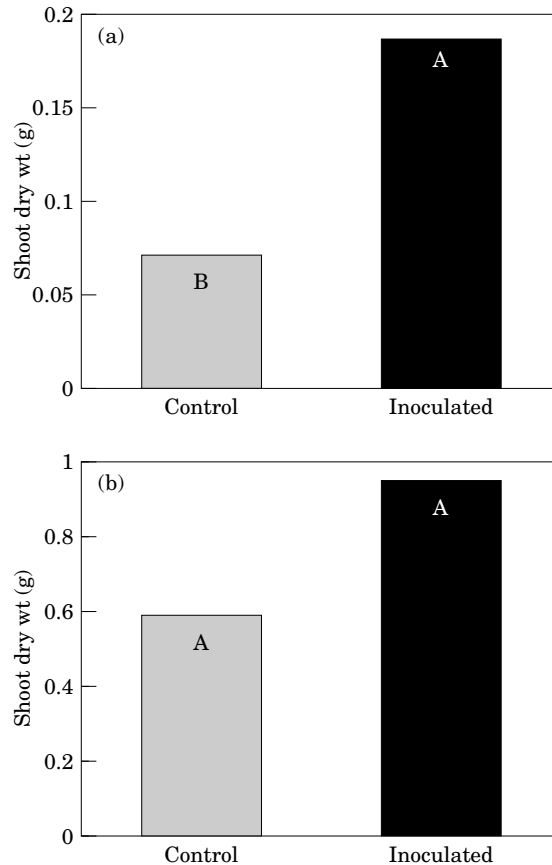 (a)
Shoot dry wt (g)
0.2
0.15
0.1
0.05
0
A
B
Control Inoculated
(b)
Shoot dry wt (g)
1
0.8
0.6
0.4
0.2
0
A
A
Control Inoculated